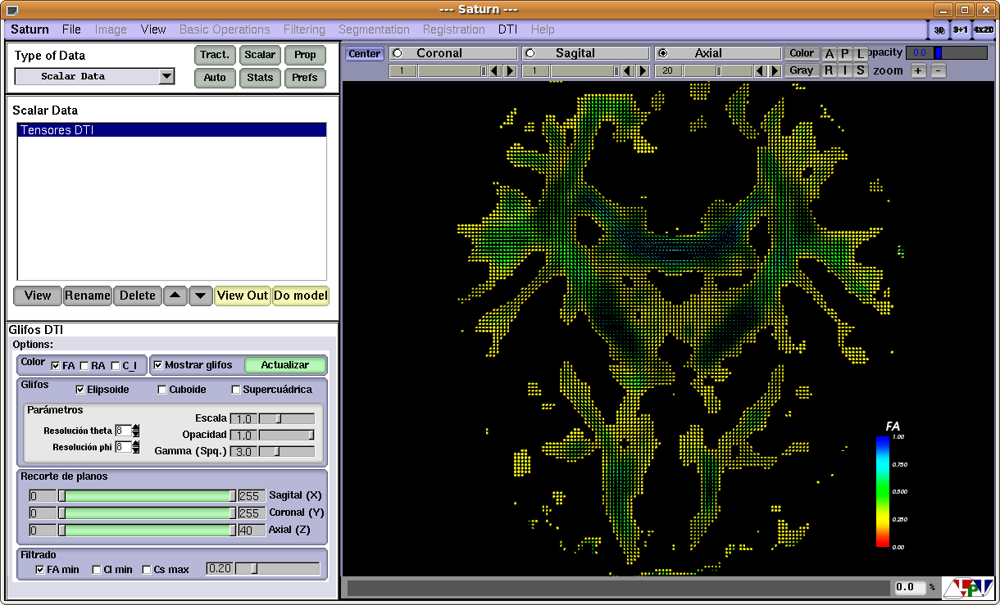 --- Saturn ---
Saturn File Image View Basic Operations Filtering Segmentation Registration DTI Help 3D 3+1 4x2D
Type of Data
Scalar Data
Tract. Scalar Prop
Auto Stats Prefs
Center Coronal Sagital Axial Color A P L opacity 0.0
1 1 20 Gray R I S zoom + -
Scalar Data
Tensores DTI
View Rename Delete View Out Do model
Glifos DTI
Options:
Color FA RA C_l Mostrar glifos Actualizar
Glifos
Elipsoide Cuboide Supercuádrica
Parámetros
Resolución theta 8
Resolución phi 8
Escala 1.0
Opacidad 1.0
Gamma (Spq.) 3.0
Recorte de planos
0 255 Sagital (X)
0 255 Coronal (Y)
0 40 Axial (Z)
Filtrado
FA min Cl min Cs max 0.20
FA
1.00
0.750
0.500
0.250
0.00
0.0 %
LPV